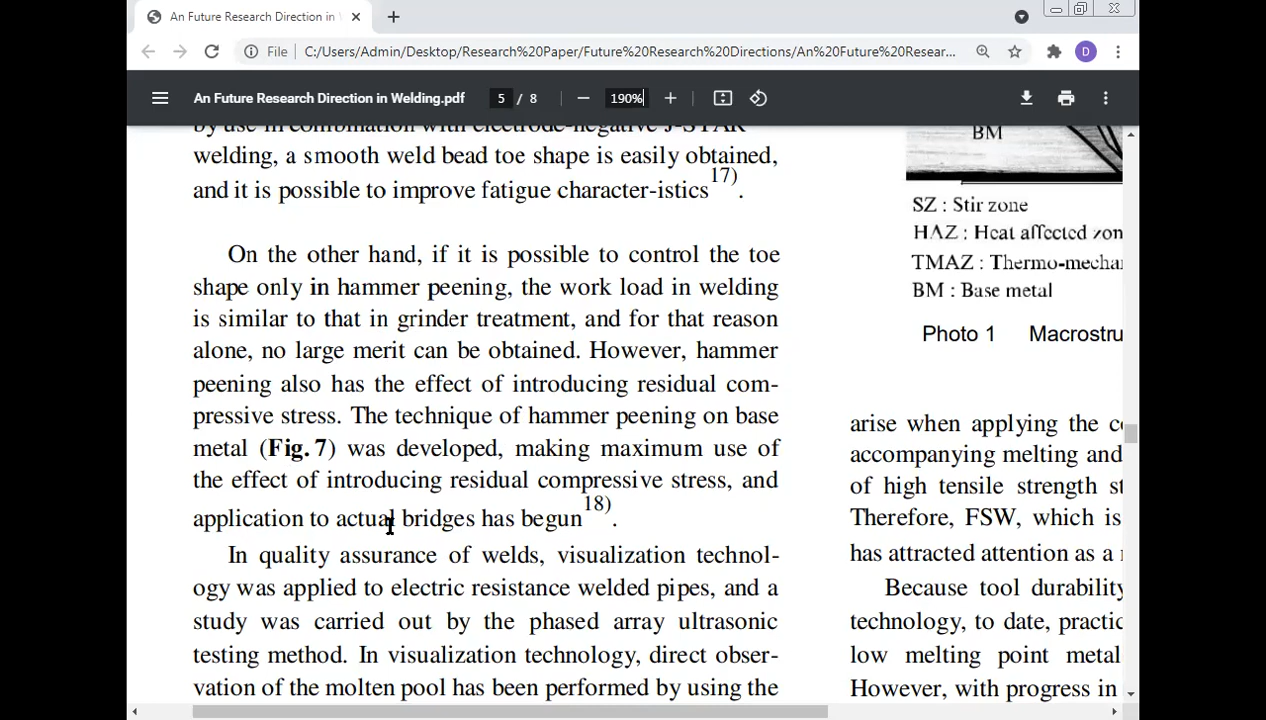 An Future Research Direction in
File C:/Users/Admin/Desktop/Research%20Paper/Future%20Research%20Directions/An%20Future%20Resear... D
An Future Research Direction in Welding.pdf 5 / 8 190%
by use in combination with electrode-negative J-STAR
welding, a smooth weld bead toe shape is easily obtained,
and it is possible to improve fatigue character-istics17).
On the other hand, if it is possible to control the toe
shape only in hammer peening, the work load in welding
is similar to that in grinder treatment, and for that reason
alone, no large merit can be obtained. However, hammer
peening also has the effect of introducing residual com-
pressive stress. The technique of hammer peening on base
metal (Fig. 7) was developed, making maximum use of
the effect of introducing residual compressive stress, and
application to actual bridges has begun18).
In quality assurance of welds, visualization technol-
ogy was applied to electric resistance welded pipes, and a
study was carried out by the phased array ultrasonic
testing method. In visualization technology, direct obser-
vation of the molten pool has been performed by using the
BM
SZ : Stir zone
HAZ : Heat affected zon
TMAZ : Thermo-mecha
BM : Base metal
Photo 1 Macrostru
arise when applying the c
accompanying melting and
of high tensile strength st
Therefore, FSW, which is
has attracted attention as a
Because tool durability
technology, to date, practic
low melting point metal
However, with progress in